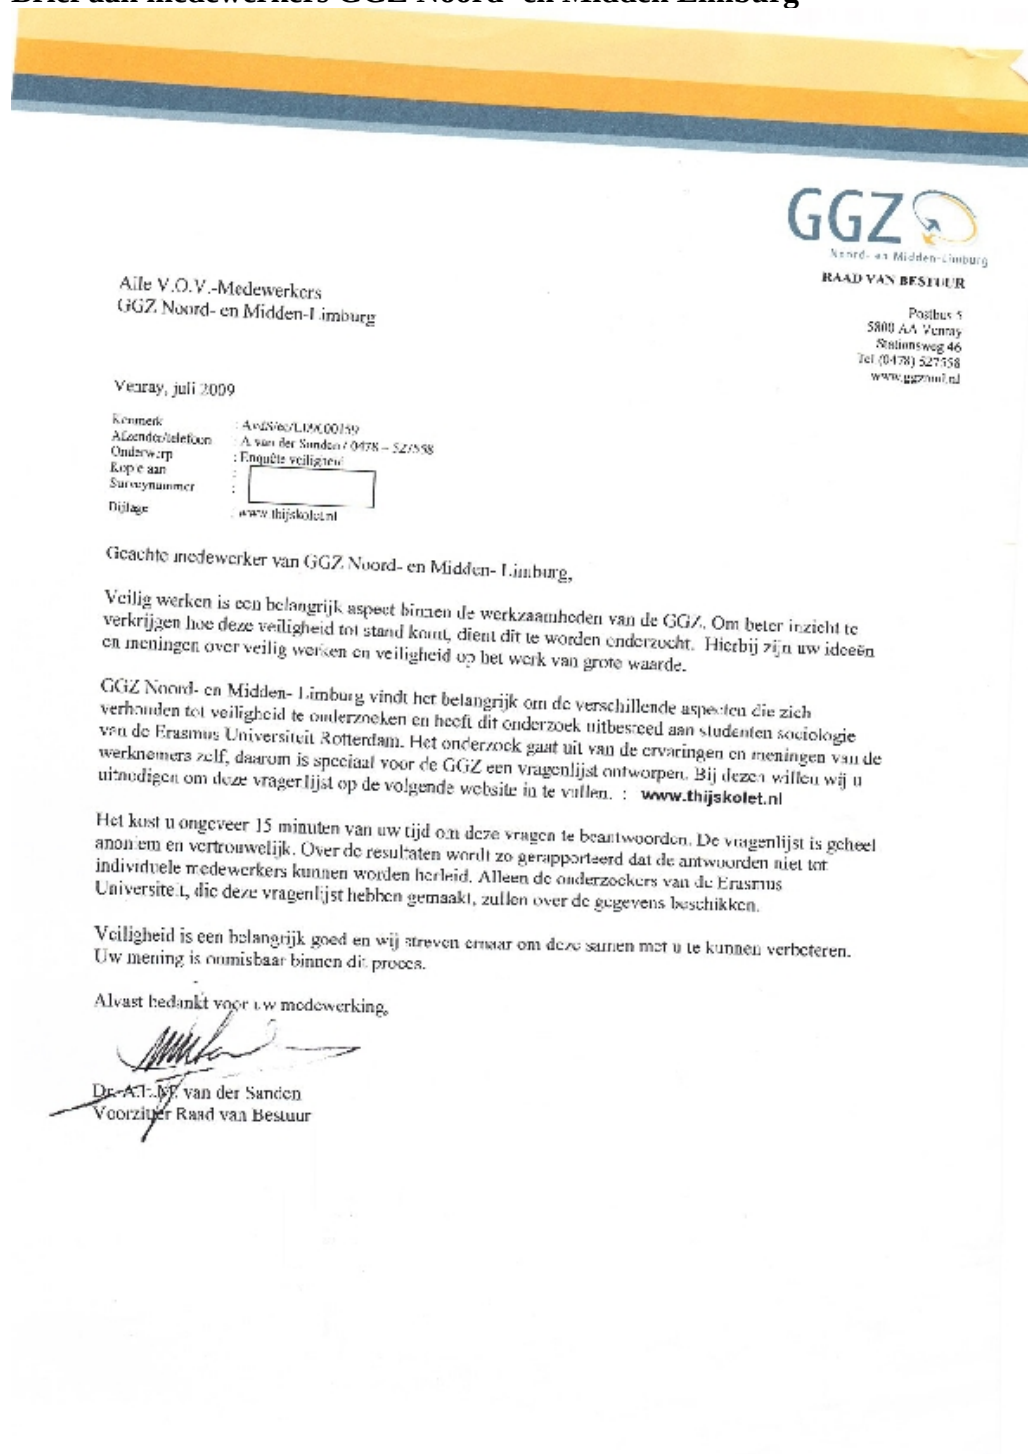 Brief aan medewerkers GGZ Noord- en Midden Limburg
GGZ
Noord- en Midden-Limburg
RAAD VAN BESTUUR
Postbus 5
5800 AA Venray
Stationsweg 46
Tel (0478) 527558
Alle V.O.V.-Medewerkers
GGZ Noord- en Midden-Limburg
Venray, juli 2009
Kenmerk :
Afzender/telefoon : A van der Sanden / 0478 – 527558
Onderwerp : Enquête veiligheid
Kopie aan :
Surveynummer :
Bijlage : www.thijskolet.nl
Geachte medewerker van GGZ Noord- en Midden- Limburg,
Veilig werken is een belangrijk aspect binnen de werkzaamheden van de GGZ. Om beter inzicht te
verkrijgen hoe deze veiligheid tot stand komt, dient dit te worden onderzocht. Hierbij zijn uw ideeën
en meningen over veilig werken en veiligheid op het werk van grote waarde.
GGZ Noord- en Midden- Limburg vindt het belangrijk om de verschillende aspecten die zich
verhouden tot veiligheid te onderzoeken en heeft dit onderzoek uitbesteed aan studenten sociologie
van de Erasmus Universiteit Rotterdam. Het onderzoek gaat uit van de ervaringen en meningen van de
werknemers zelf, daarom is speciaal voor de GGZ een vragenlijst ontworpen. Bij dezen willen wij u
uitnodigen om deze vragenlijst op de volgende website in te vullen. : www.thijskolet.nl
Het kost u ongeveer 15 minuten van uw tijd om deze vragen te beantwoorden. De vragenlijst is geheel
anoniem en vertrouwelijk. Over de resultaten wordt zo gerapporteerd dat de antwoorden niet tot
individuele medewerkers kunnen worden herleid. Alleen de onderzoekers van de Erasmus
Universiteit, die deze vragenlijst hebben gemaakt, zullen over de gegevens beschikken.
Veiligheid is een belangrijk goed en wij streven ernaar om deze samen met u te kunnen verbeteren.
Uw mening is onmisbaar binnen dit proces.
Alvast bedankt voor uw medewerking,
Dr. van der Sanden
Voorzitter Raad van Bestuur